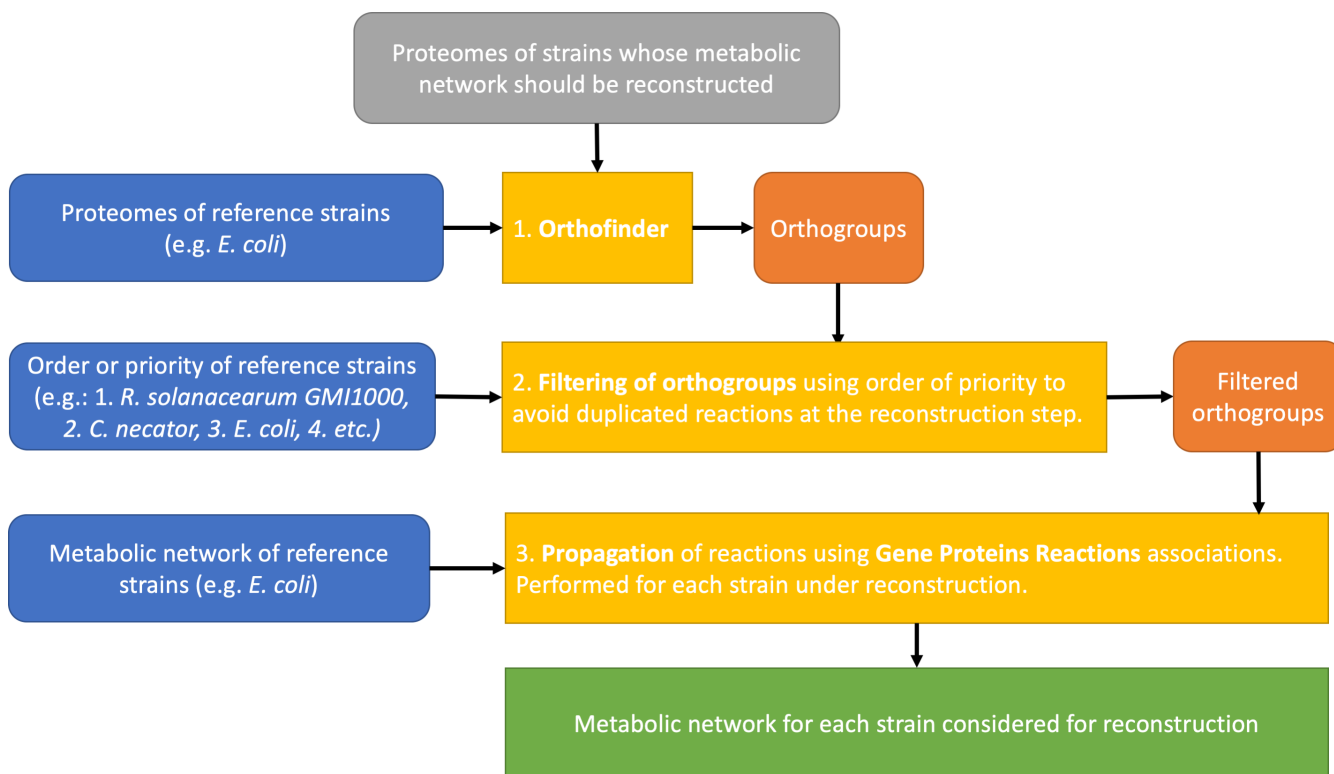 Proteomes of strains whose metabolic
network should be reconstructed
Proteomes of reference strains
(e.g. E. coli)
1. Orthofinder
Orthogroups
Order or priority of reference strains
(e.g.: 1. R. solanacearum GMI1000,
2. C. necator, 3. E. coli, 4. etc.)
2. Filtering of orthogroups using order of priority to
avoid duplicated reactions at the reconstruction step.
Filtered
orthogroups
Metabolic network of reference
strains (e.g. E. coli)
3. Propagation of reactions using Gene Proteins Reactions associations.
Performed for each strain under reconstruction.
Metabolic network for each strain considered for reconstruction